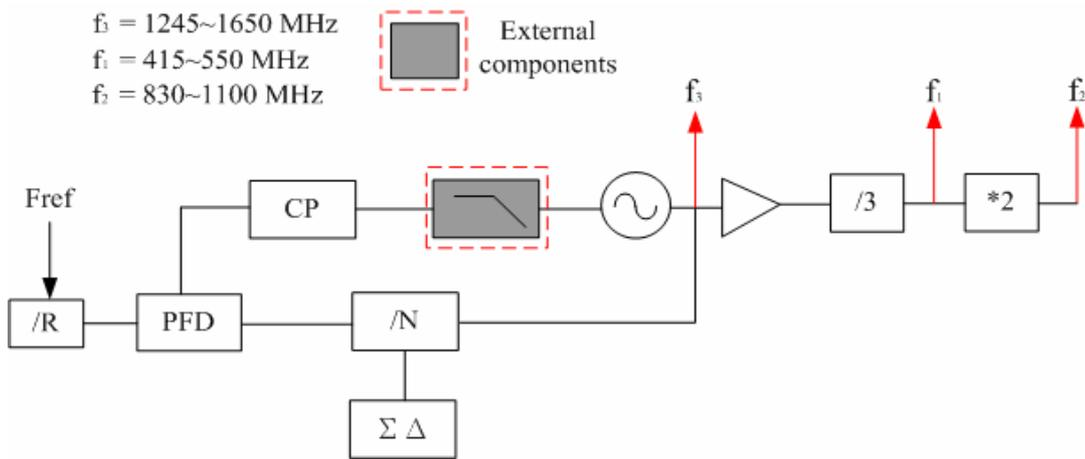 f₃ = 1245~1650 MHz
f₁ = 415~550 MHz
f₂ = 830~1100 MHz
External
components
f₃
f₁
f₂
Fref
CP
/3
*2
/R
PFD
/N
Σ Δ